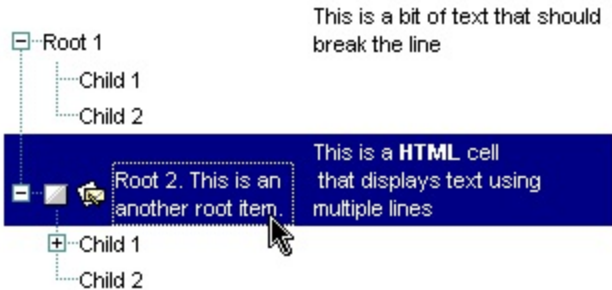 This is a bit of text that should
Root 1
break the line
Child 1
Child 2
This is a HTML cell
Root 2. This is an
that displays text using
another root item.
multiple lines
Child 1
Child 2